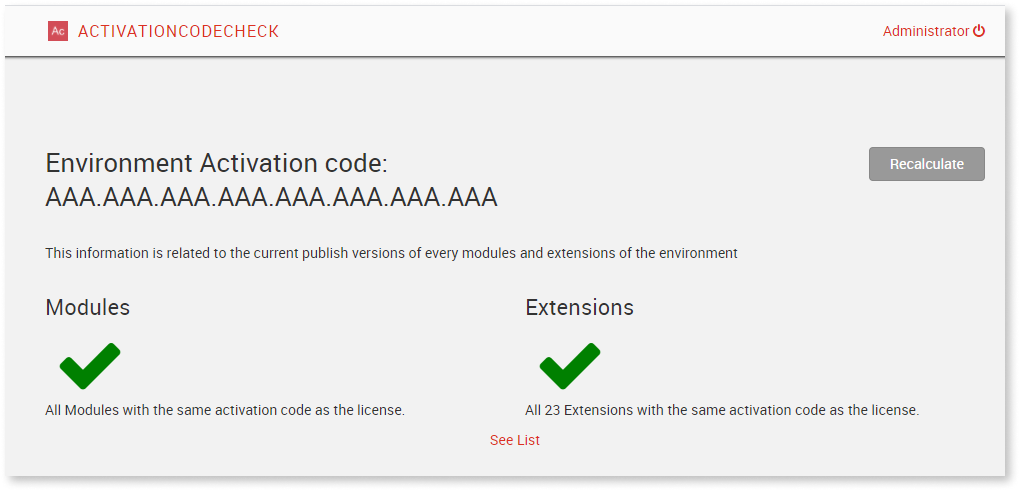 Ac ACTIVATIONCODECHECK
Administrator
Environment Activation code:
AAA.AAA.AAA.AAA.AAA.AAA.AAA.AAA
Recalculate
This information is related to the current publish versions of every modules and extensions of the environment
Modules
Extensions
All Modules with the same activation code as the license.
All 23 Extensions with the same activation code as the license.
See List